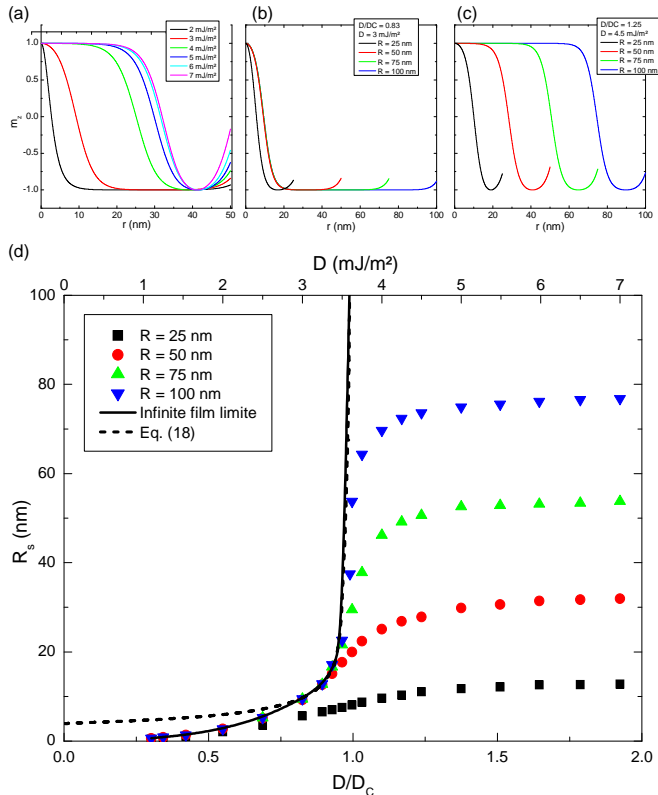 (a)
2 mJ/m²
3 mJ/m²
4 mJ/m²
5 mJ/m²
6 mJ/m²
7 mJ/m²
1.0
0.5
0.0
-0.5
-1.0
m_z
0 10 20 30 40 50
r (nm)
(b)
D/DC = 0.83
D = 3 mJ/m²
R = 25 nm
R = 50 nm
R = 75 nm
R = 100 nm
0 20 40 60 80 100
r (nm)
(c)
D/DC = 1.25
D = 4.5 mJ/m²
R = 25 nm
R = 50 nm
R = 75 nm
R = 100 nm
0 20 40 60 80 100
r (nm)
(d)
D (mJ/m²)
0 1 2 3 4 5 6 7
100
80
60
40
20
0
R_s (nm)
R = 25 nm
R = 50 nm
R = 75 nm
R = 100 nm
Infinite film limite
Eq. (18)
0.0 0.5 1.0 1.5 2.0
D/D_C